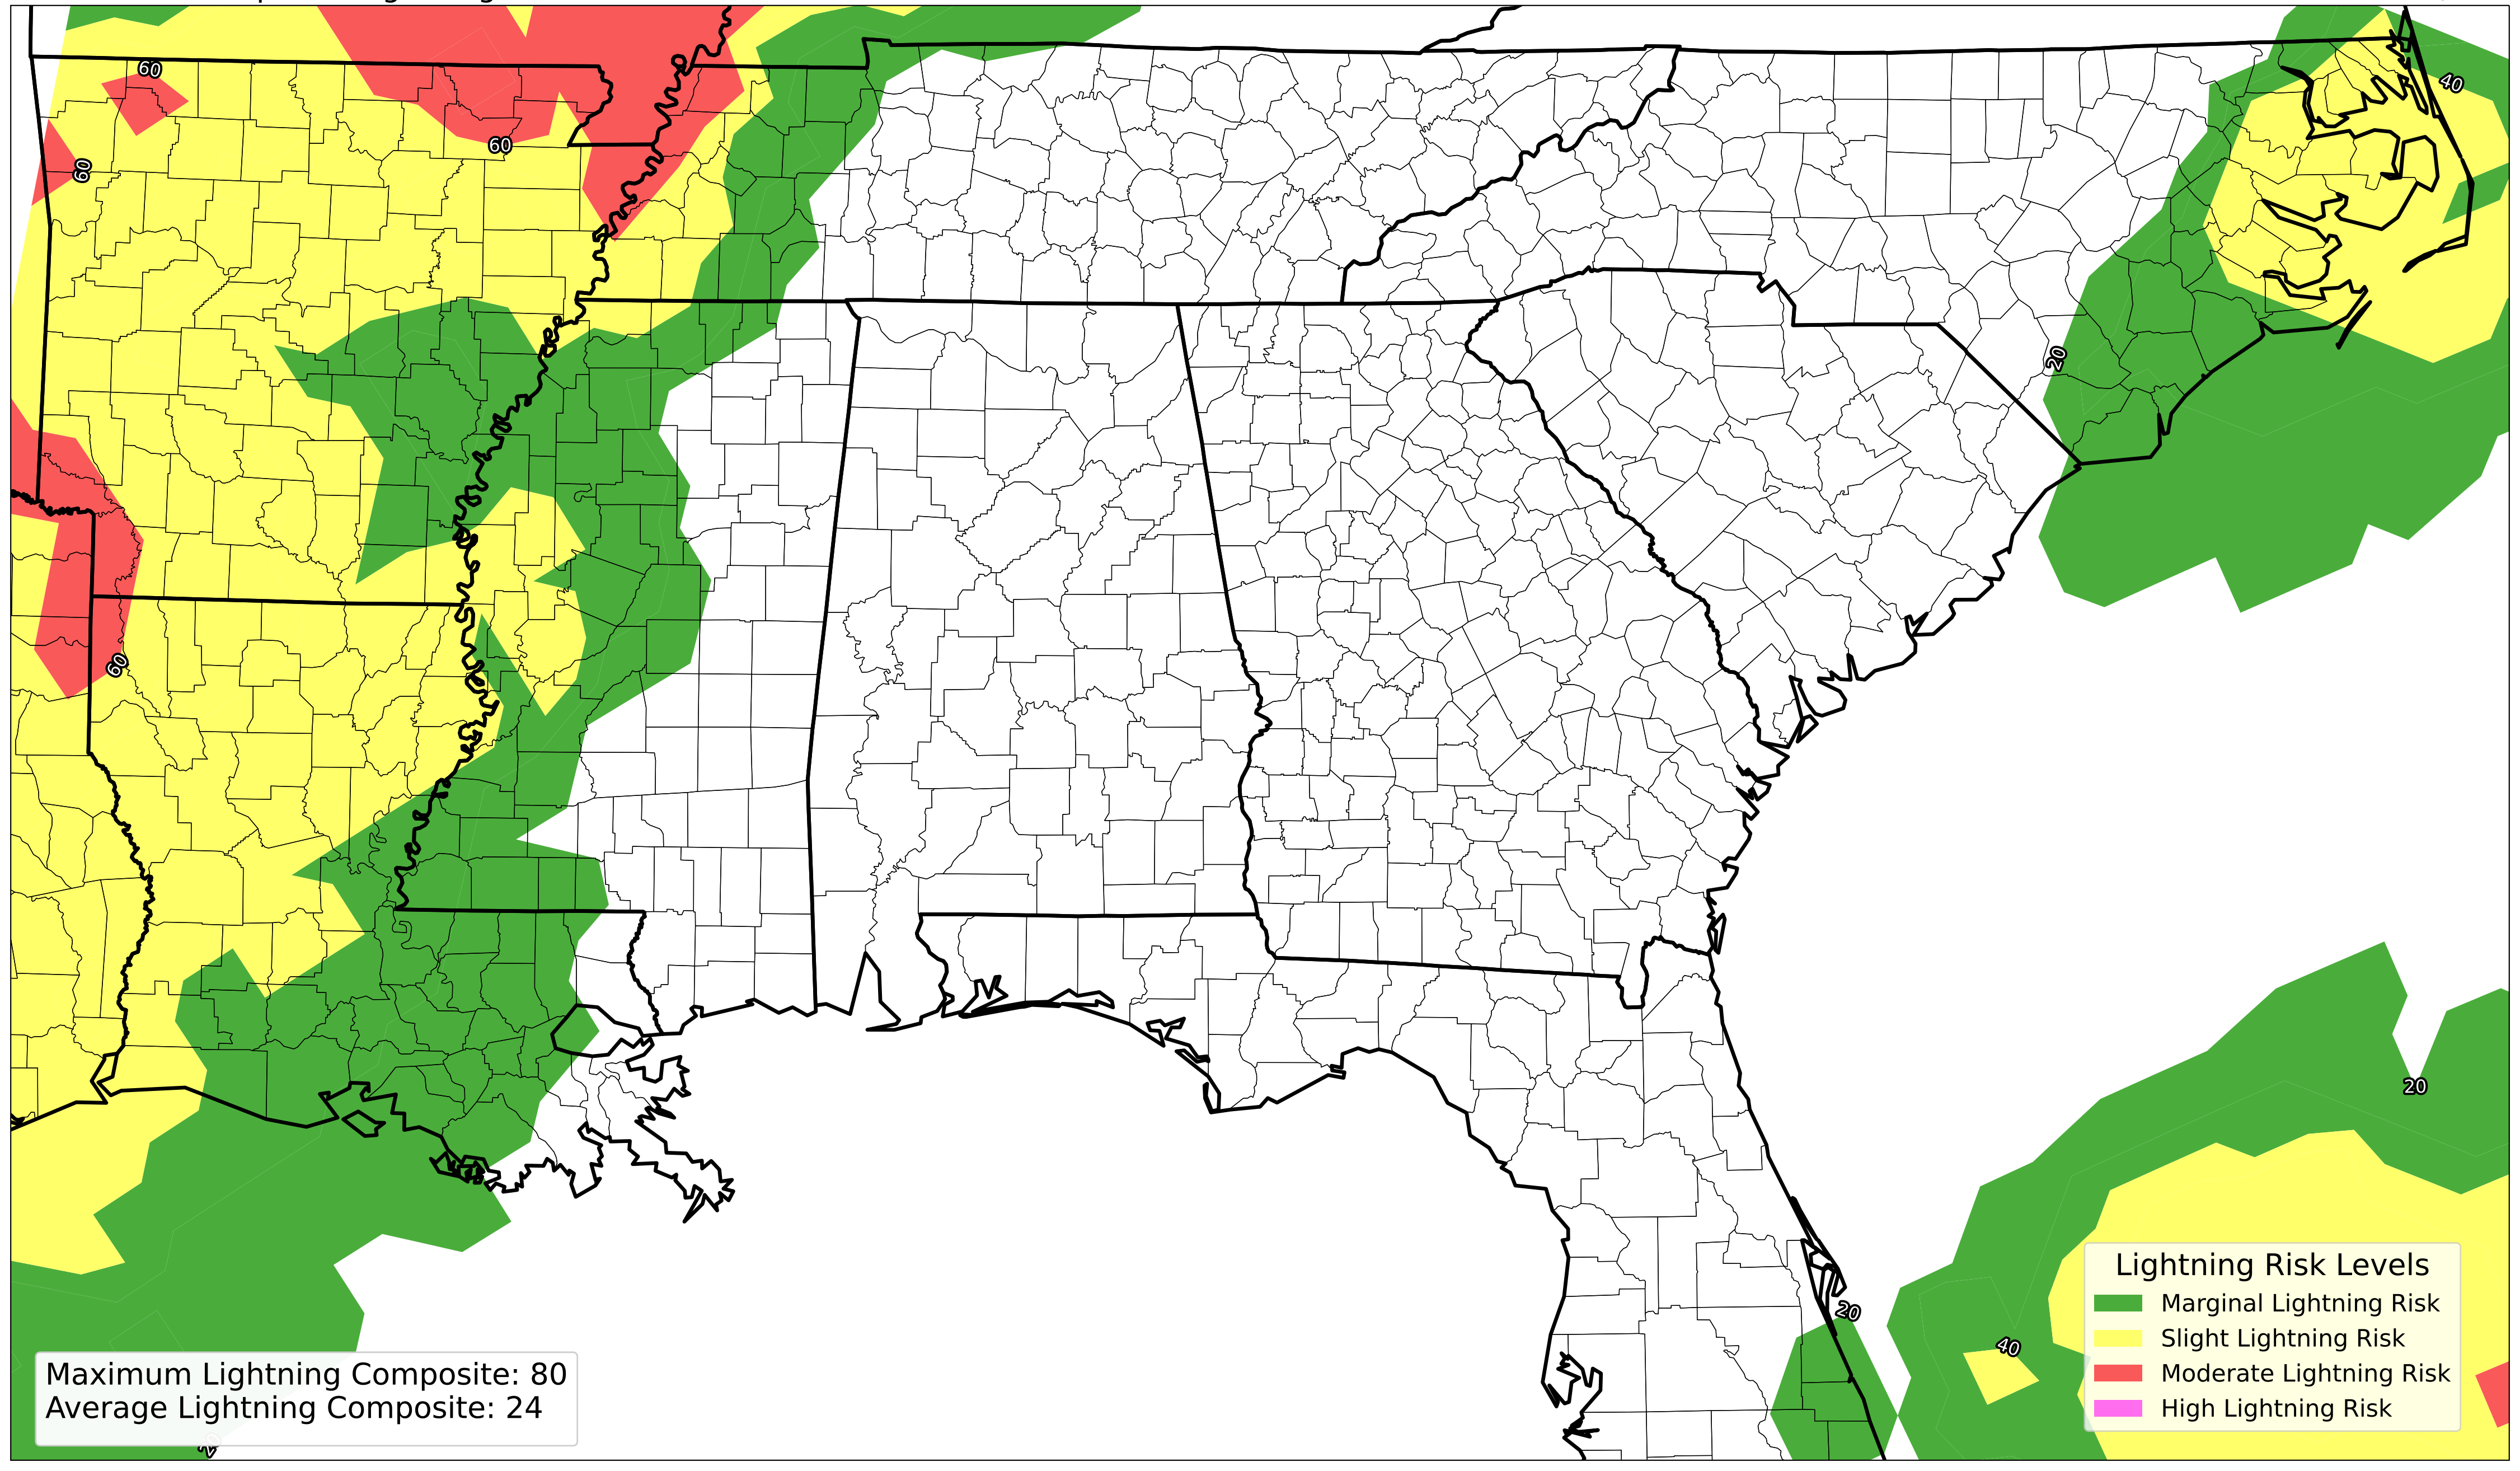 60
60
60
40
20
60
20
20
40
Lightning Risk Levels
Marginal Lightning Risk
Slight Lightning Risk
Moderate Lightning Risk
High Lightning Risk
Maximum Lightning Composite: 80
Average Lightning Composite: 24